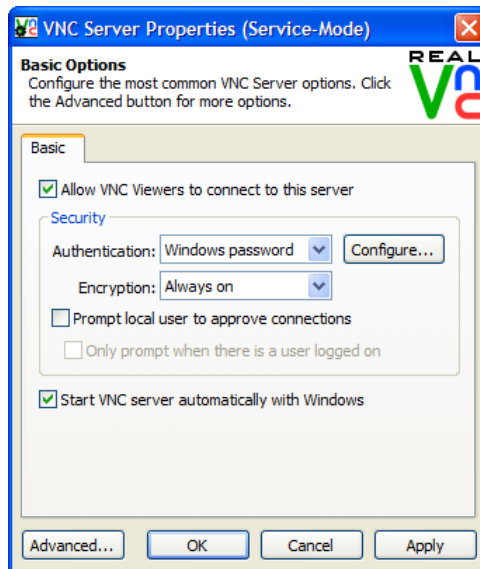 VNC Server Properties (Service-Mode)
Basic Options
Configure the most common VNC Server options. Click
the Advanced button for more options.
REAL
VNC
Basic
Allow VNC Viewers to connect to this server
Security
Authentication: Windows password Configure...
Encryption: Always on
Prompt local user to approve connections
Only prompt when there is a user logged on
Start VNC server automatically with Windows
Advanced... OK Cancel Apply